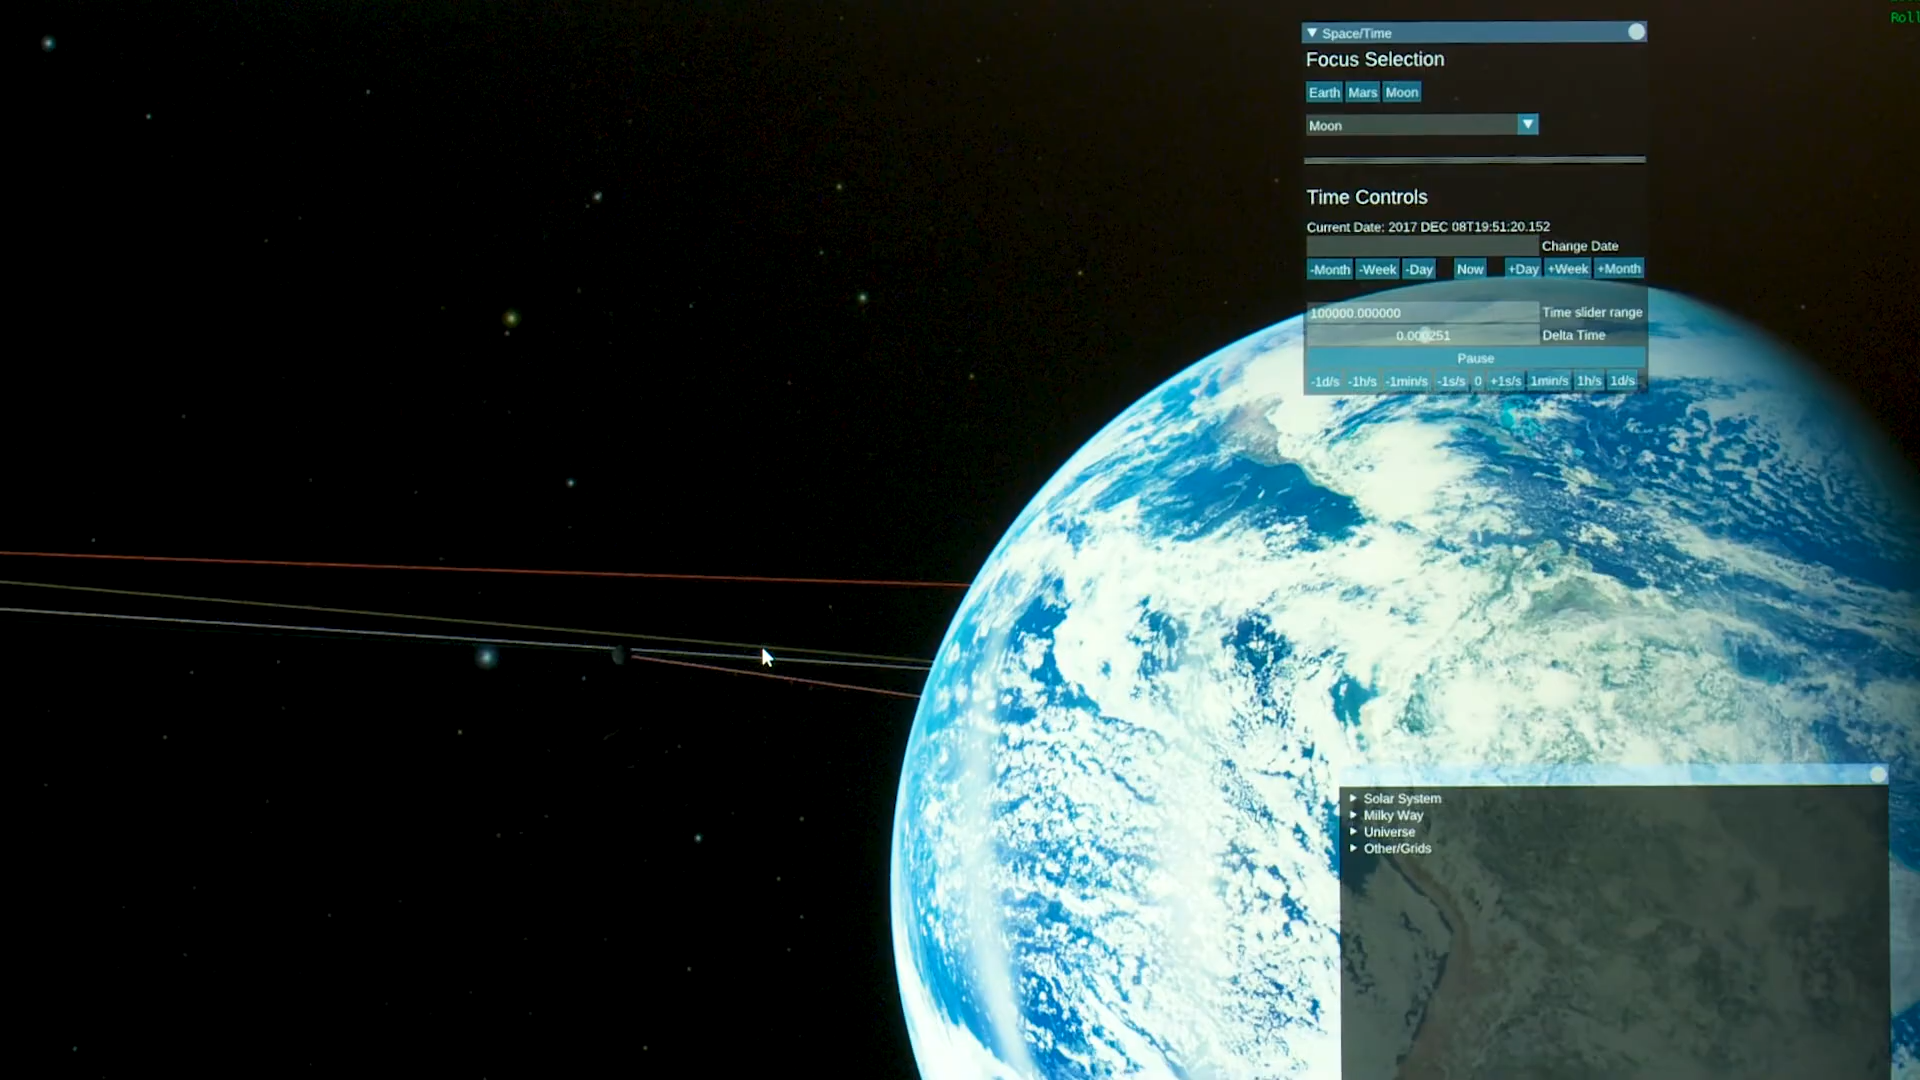 Roll
Space/Time
Focus Selection
Earth Mars Moon
Moon
Time Controls
Current Date: 2017 DEC 08T19:51:20.152
Change Date
-Month -Week -Day Now +Day +Week +Month
100000.000000 Time slider range
0.000251 Delta Time
Pause
-1d/s -1h/s -1min/s -1s/s 0 +1s/s 1min/s 1h/s 1d/s
Solar System
Milky Way
Universe
Other/Grids